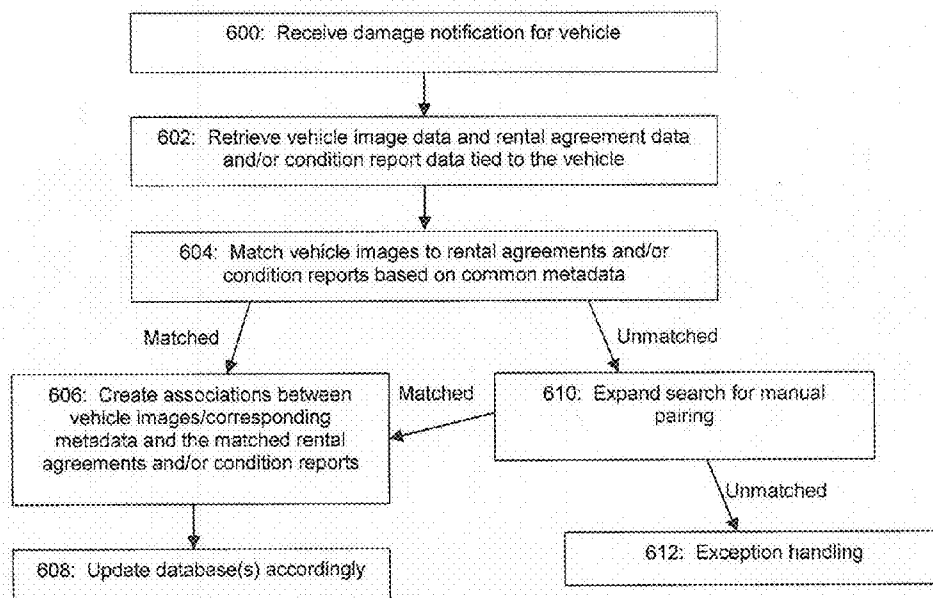 600: Receive damage notification for vehicle
602: Retrieve vehicle image data and rental agreement data
and/or condition report data tied to the vehicle
604: Match vehicle images to rental agreements and/or
condition reports based on common metadata
Matched
Unmatched
606: Create associations between
vehicle images/corresponding
metadata and the matched rental
agreements and/or condition reports
Matched
610: Expand search for manual
pairing
Unmatched
608: Update database(s) accordingly
612: Exception handling